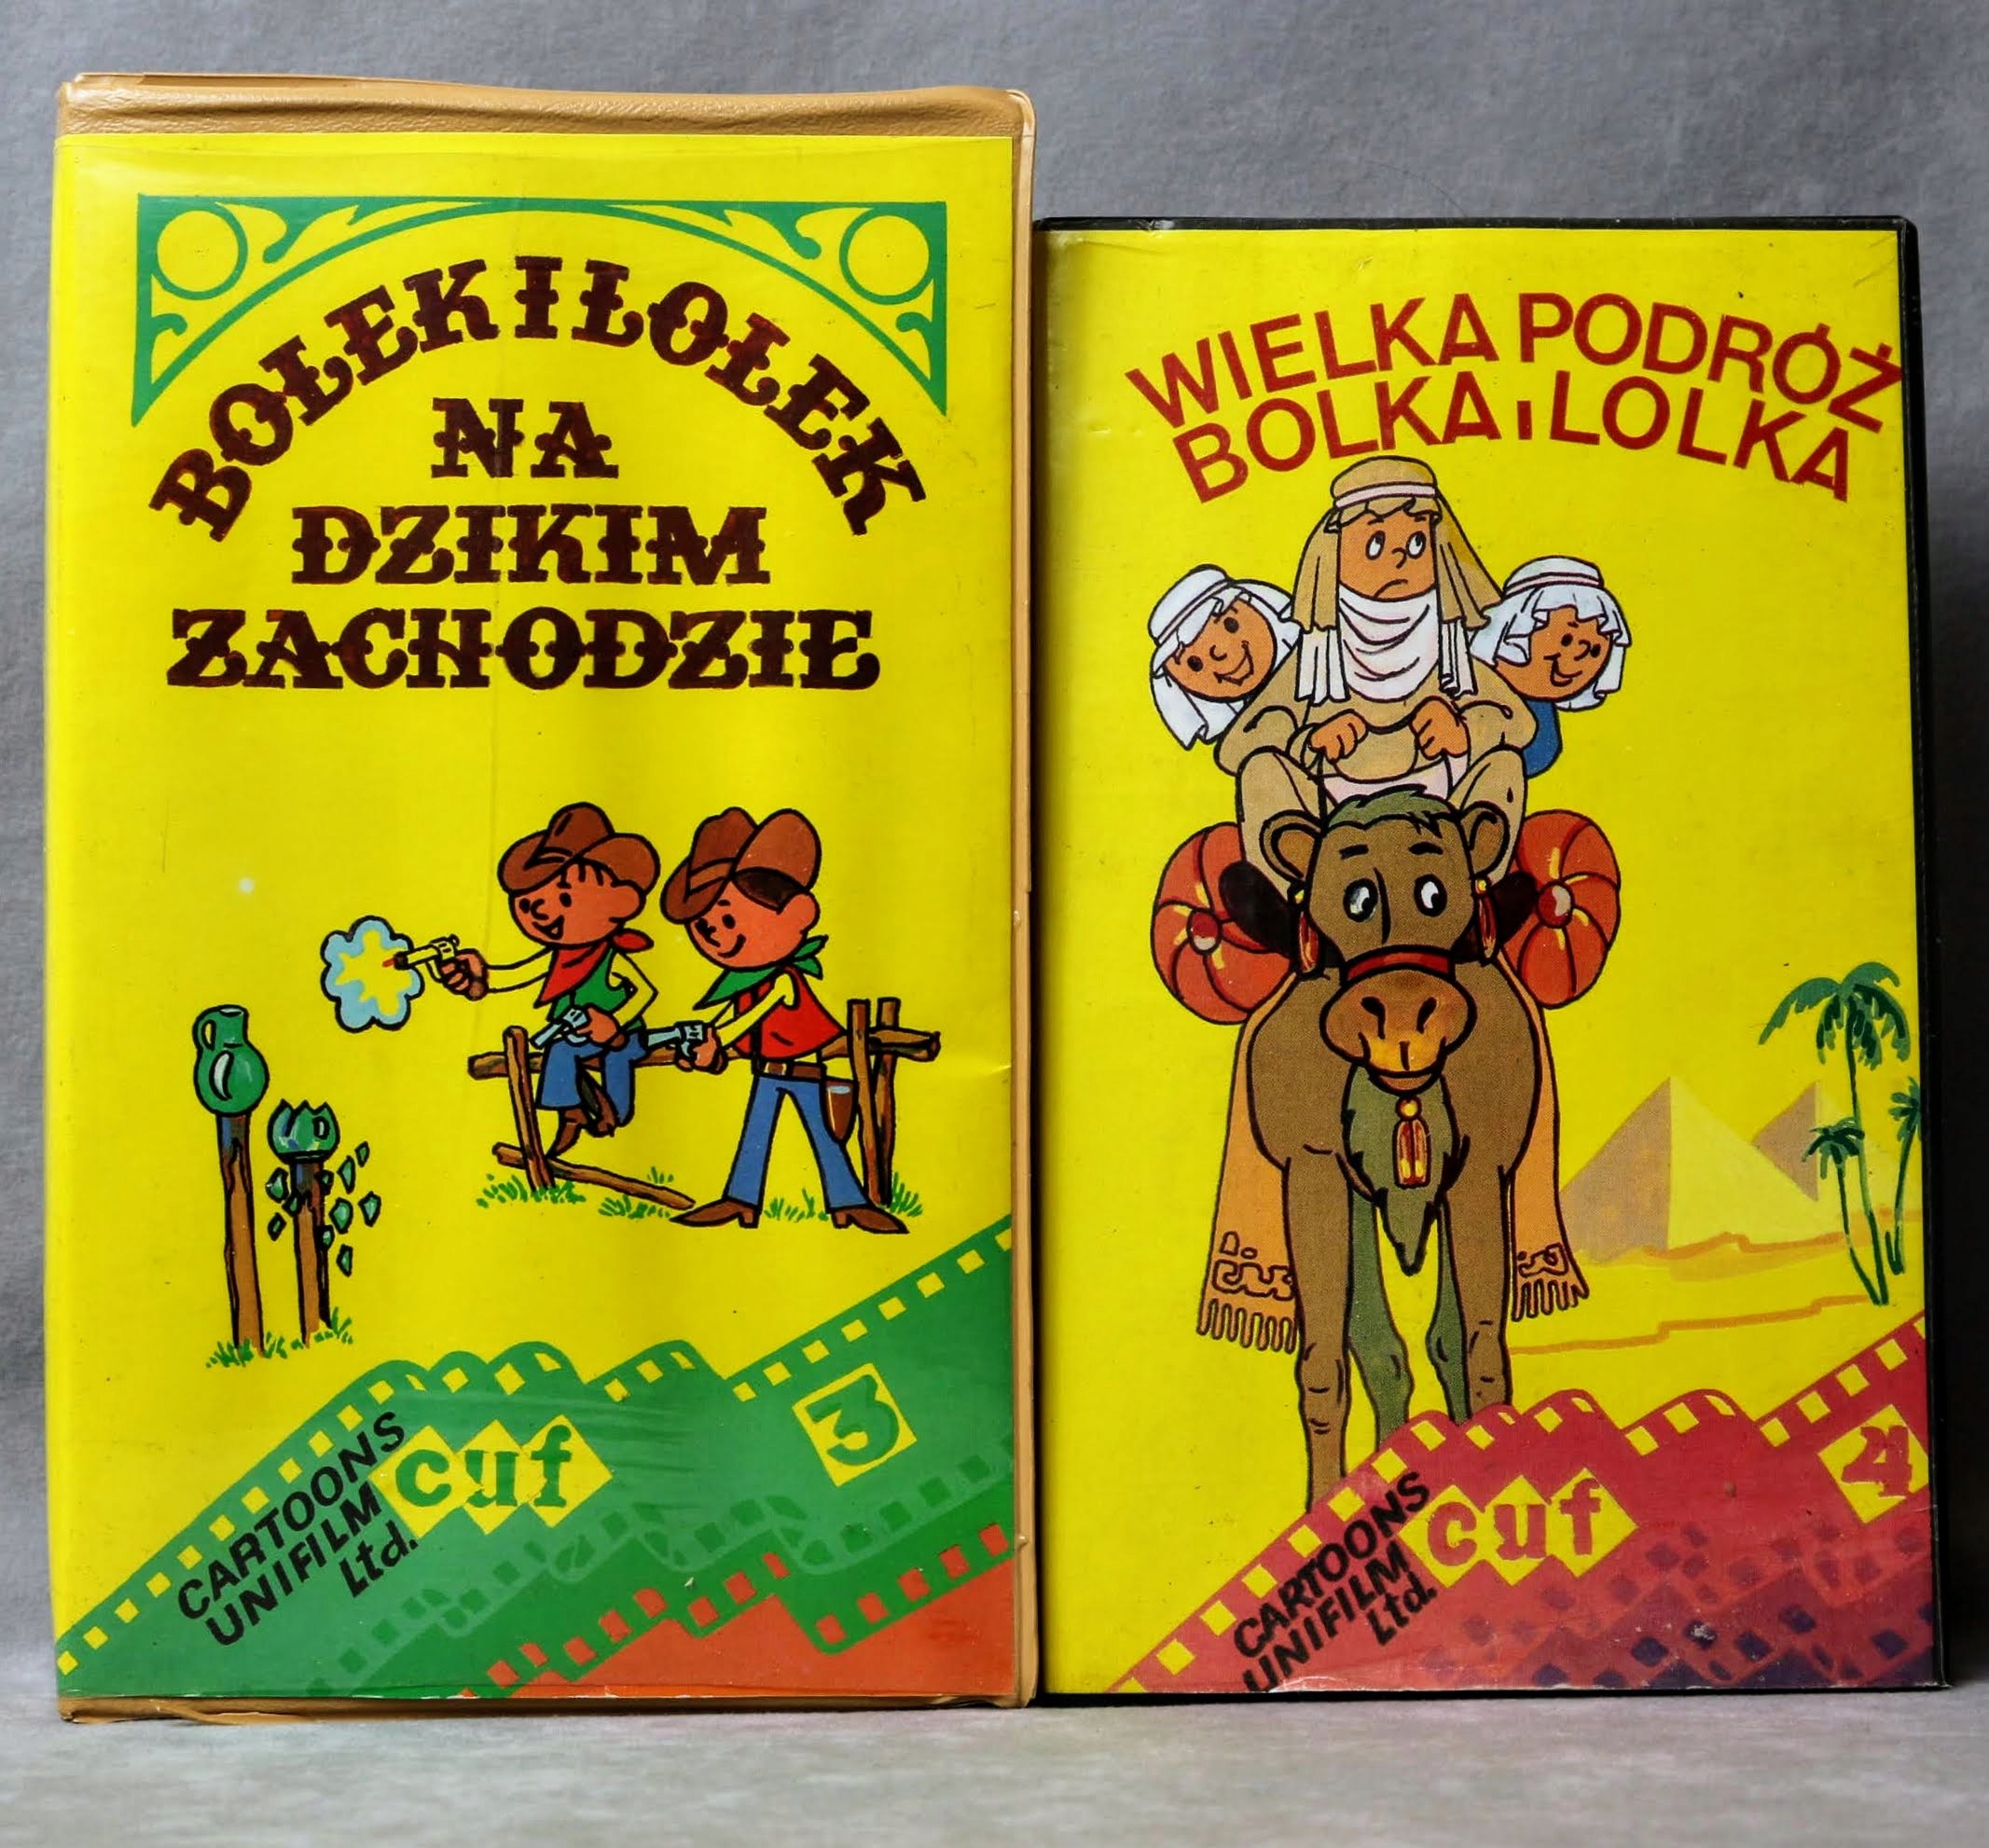 BOLEK I LOLEK
NA
DZIKIM
ZACHODZIE
CARTOONS
UNIFILM
Ltd.
cuf
3
WIELKA PODRÓŻ
BOLKA i LOLKA
CARTOONS
UNIFILM
Ltd.
cuf
4